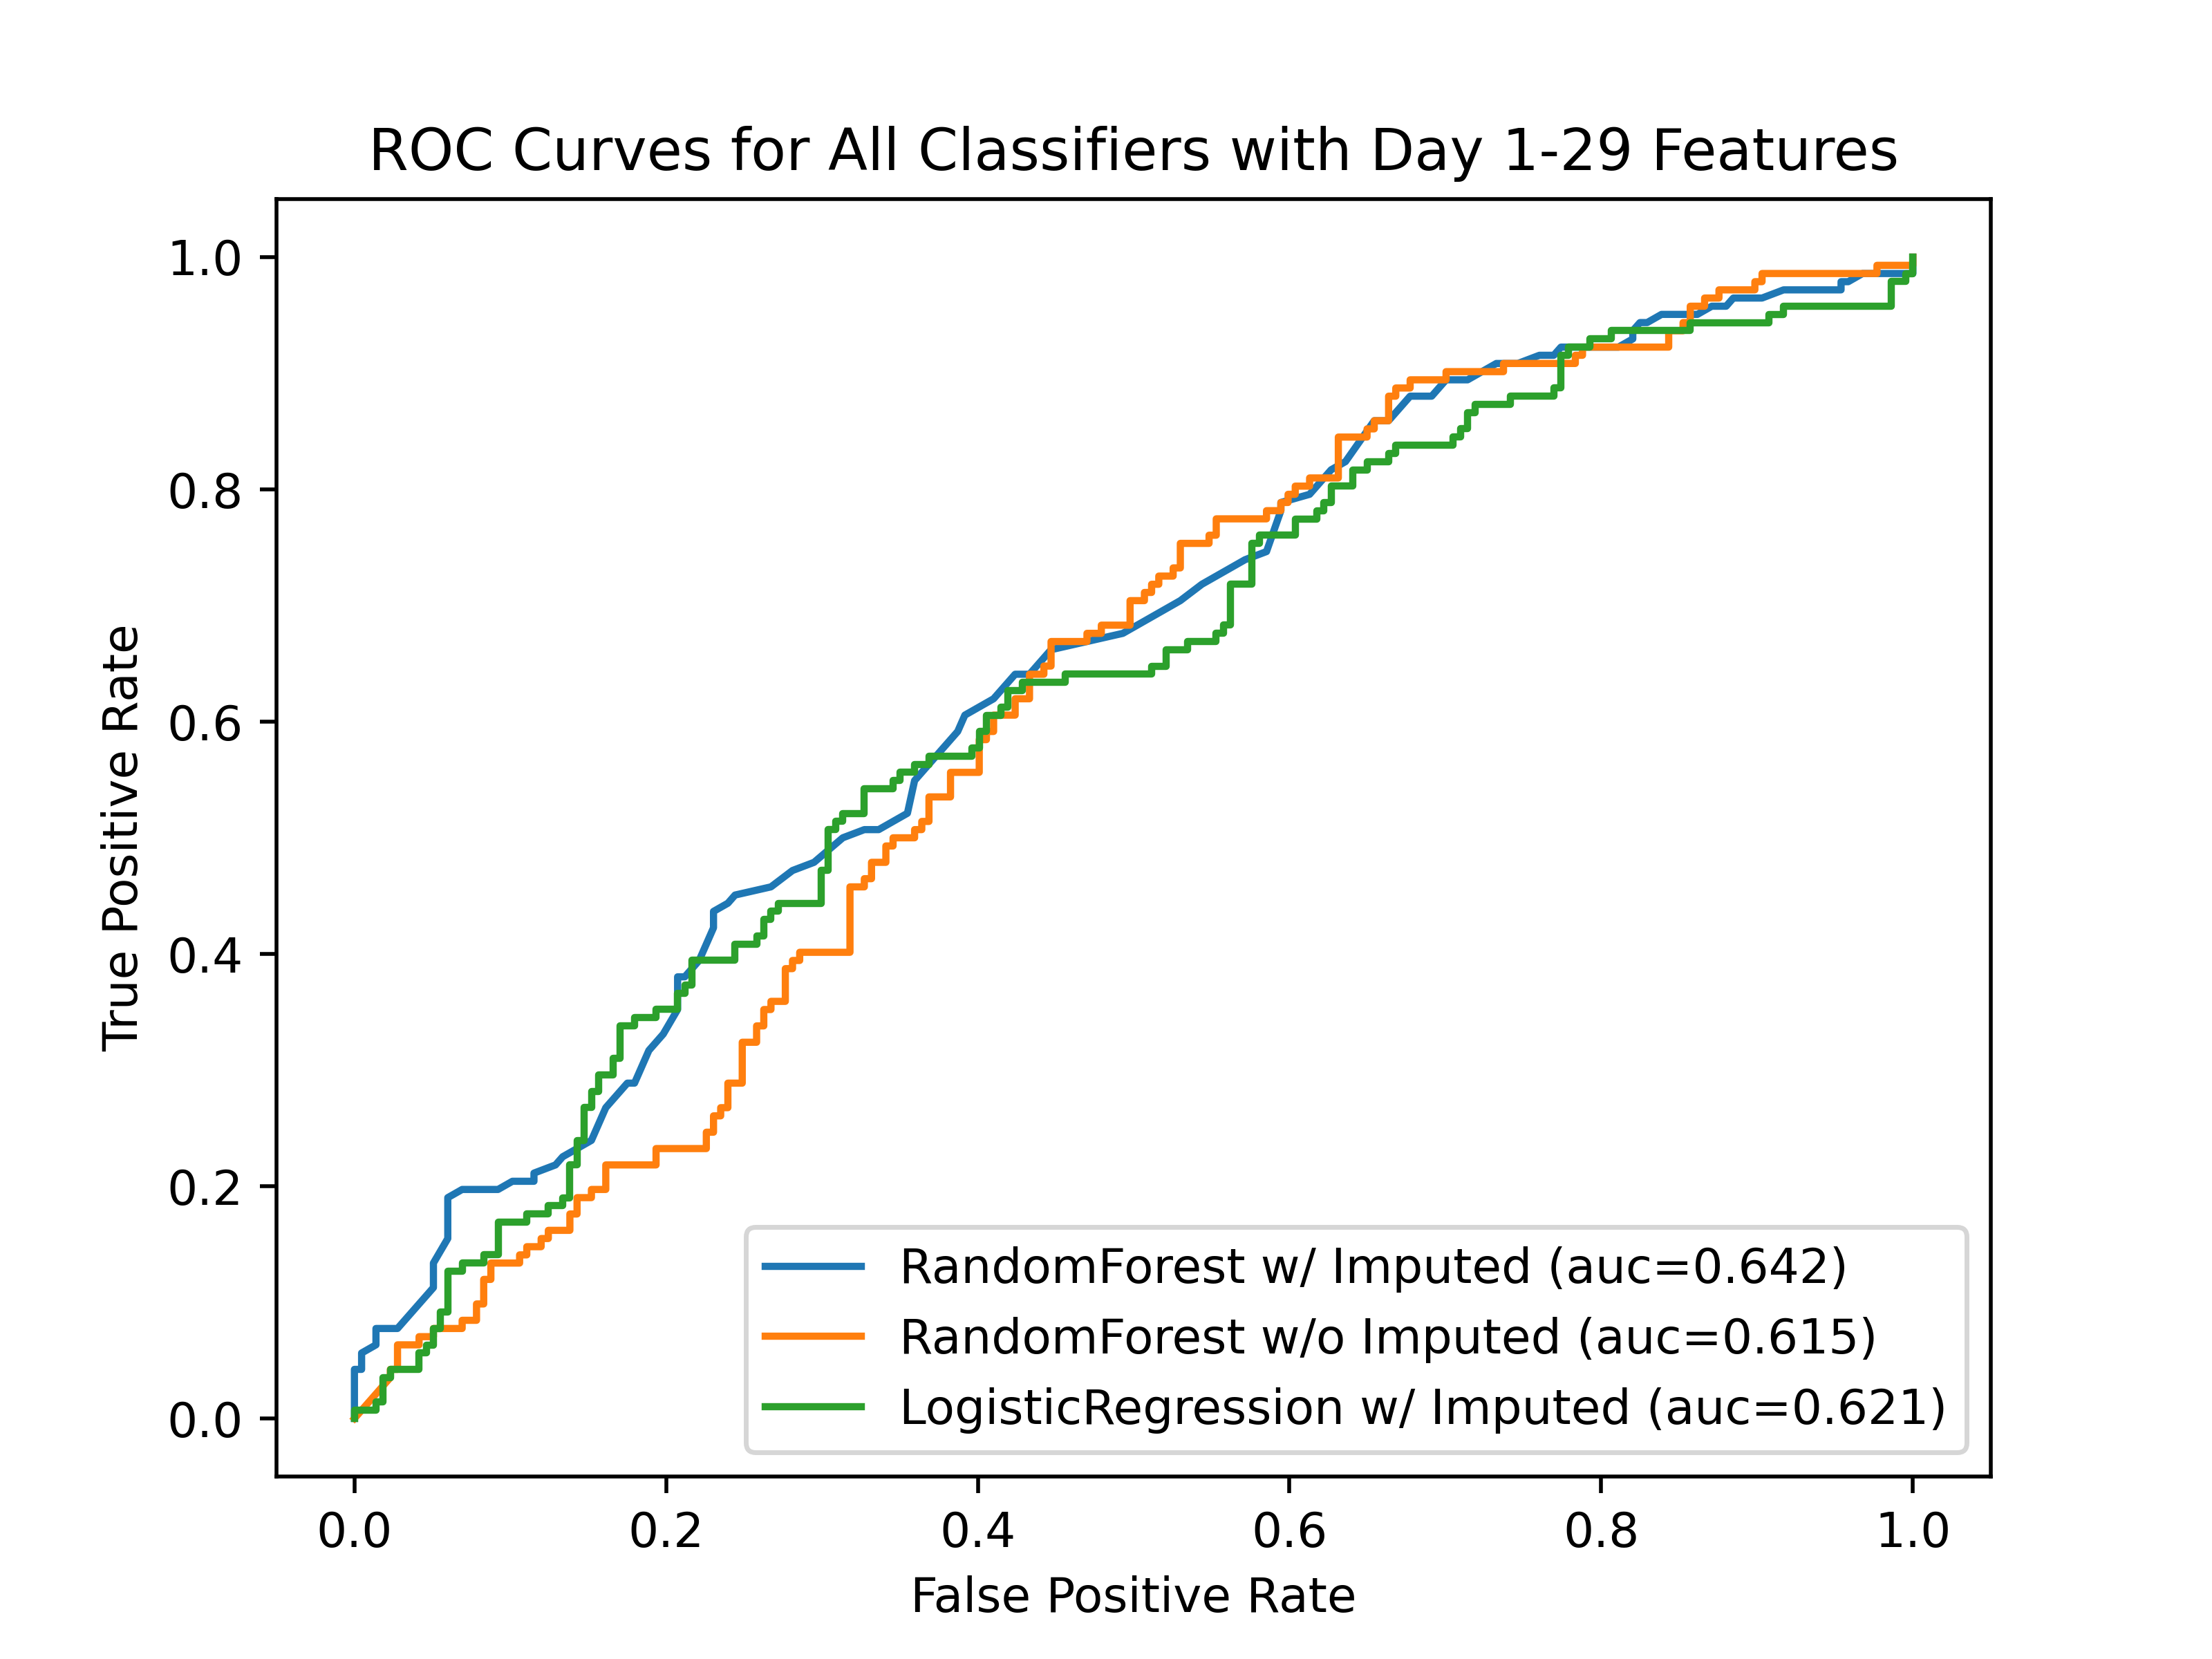 ROC Curves for All Classifiers with Day 1-29 Features
1.0
0.8
0.6
0.4
0.2
0.0
True Positive Rate
RandomForest w/ Imputed (auc=0.642)
RandomForest w/o Imputed (auc=0.615)
LogisticRegression w/ Imputed (auc=0.621)
0.0 0.2 0.4 0.6 0.8 1.0
False Positive Rate